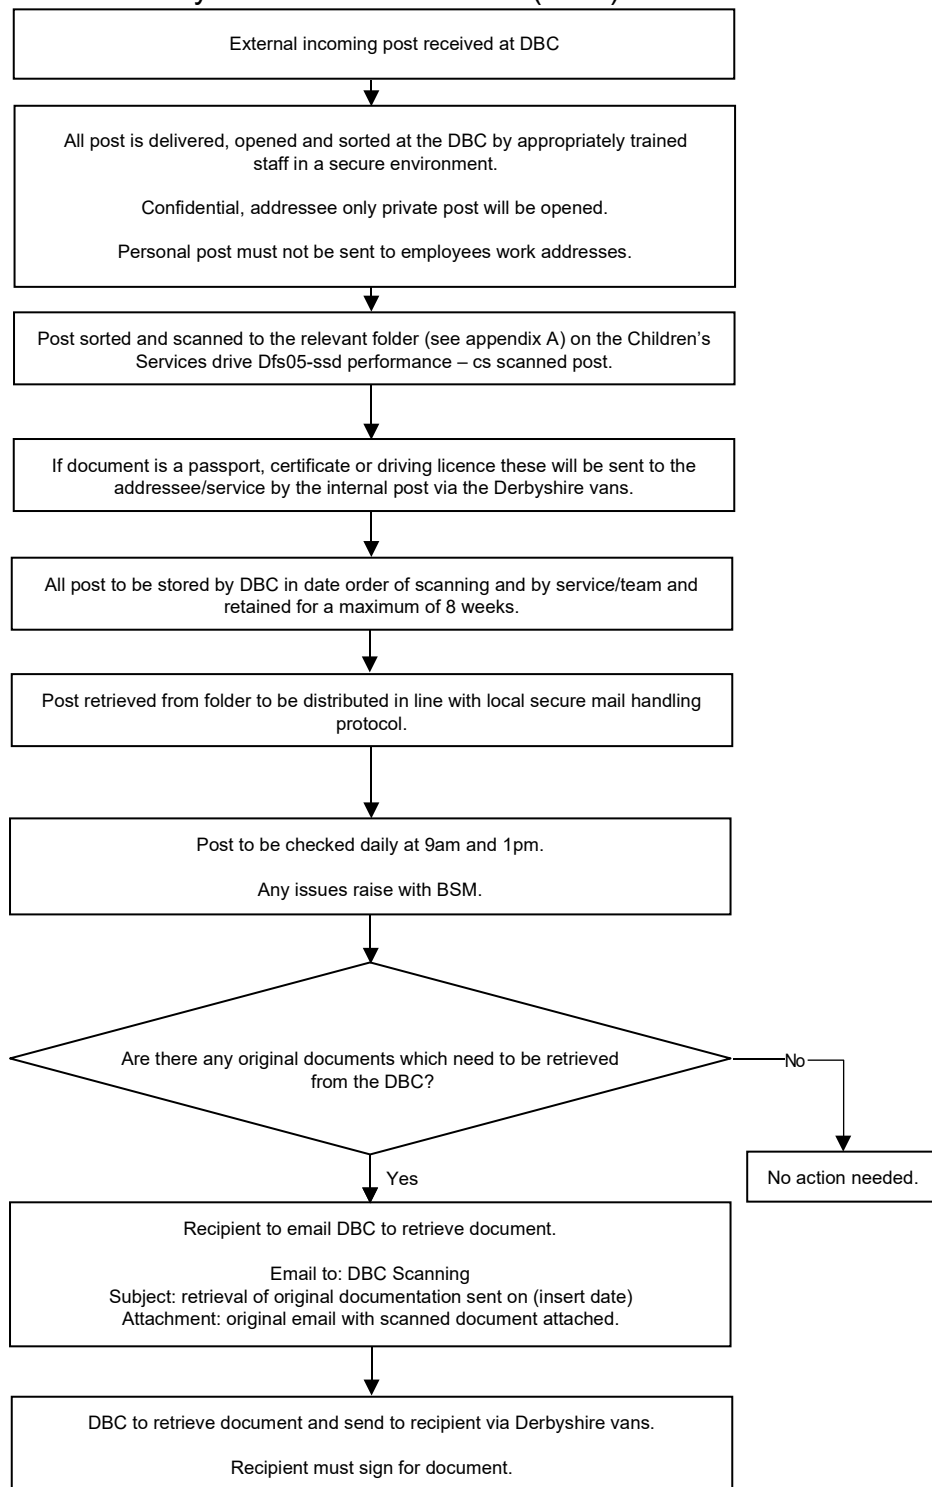 External incoming post received at DBC
All post is delivered, opened and sorted at the DBC by appropriately trained
staff in a secure environment.
Confidential, addressee only private post will be opened.
Personal post must not be sent to employees work addresses.
Post sorted and scanned to the relevant folder (see appendix A) on the Children’s
Services drive Dfs05-ssd performance – cs scanned post.
If document is a passport, certificate or driving licence these will be sent to the
addressee/service by the internal post via the Derbyshire vans.
All post to be stored by DBC in date order of scanning and by service/team and
retained for a maximum of 8 weeks.
Post retrieved from folder to be distributed in line with local secure mail handling
protocol.
Post to be checked daily at 9am and 1pm.
Any issues raise with BSM.
Are there any original documents which need to be retrieved
from the DBC?
No
No action needed.
Yes
Recipient to email DBC to retrieve document.
Email to: DBC Scanning
Subject: retrieval of original documentation sent on (insert date)
Attachment: original email with scanned document attached.
DBC to retrieve document and send to recipient via Derbyshire vans.
Recipient must sign for document.